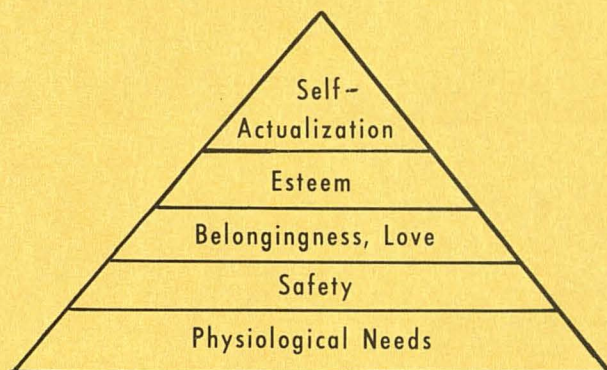 Self-
Actualization
Esteem
Belongingness, Love
Safety
Physiological Needs